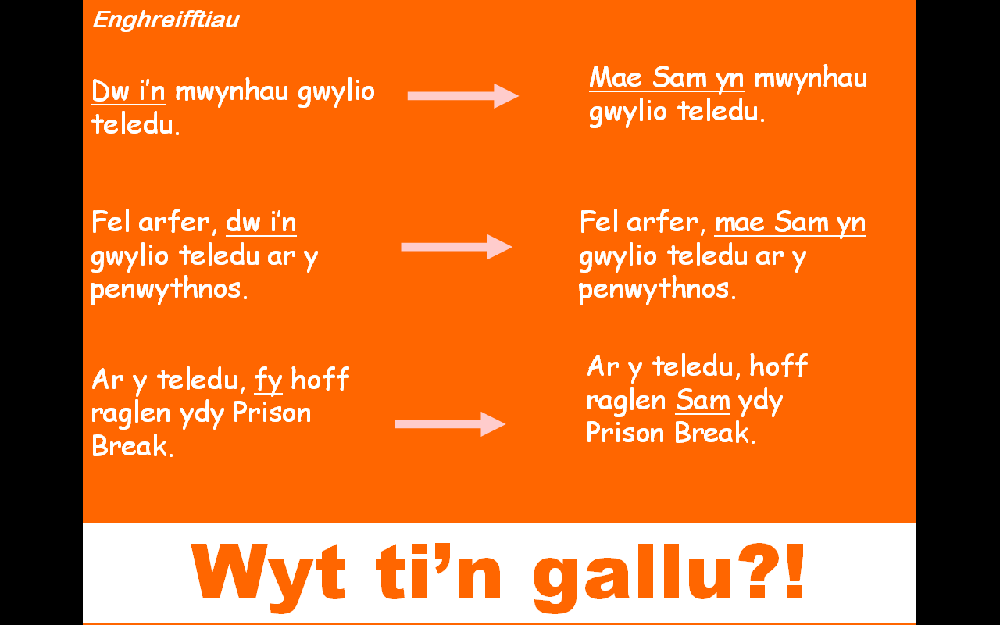 Enghreifftiau
Dw i'n mwynhau gwylio
teledu.
Mae Sam yn mwynhau
gwylio teledu.
Fel arfer, dw i'n
gwylio teledu ar y
penwythnos.
Fel arfer, mae Sam yn
gwylio teledu ar y
penwythnos.
Ar y teledu, fy hoff
raglen ydy Prison
Break.
Ar y teledu, hoff
raglen Sam ydy
Prison Break.
Wyt ti’n gallu?!